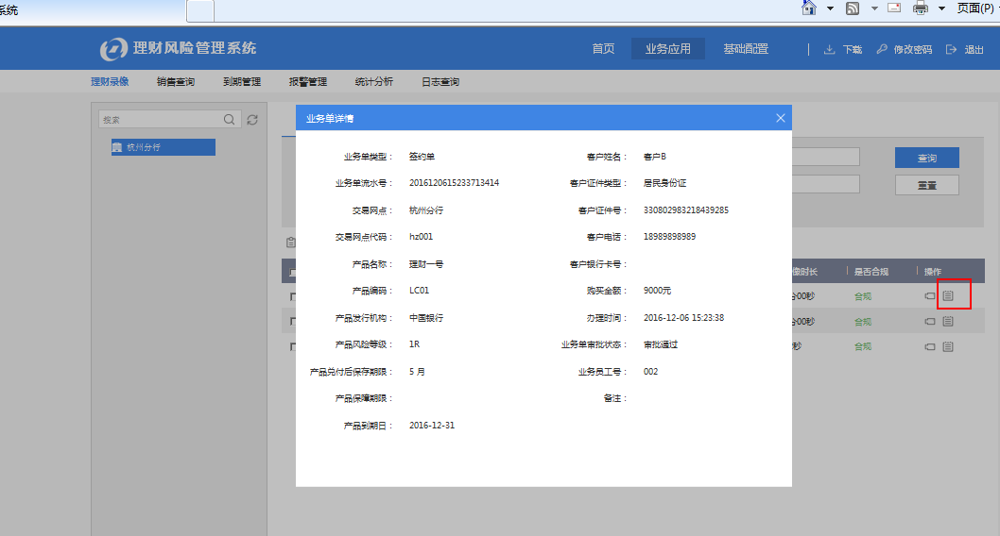 系统
页面(P)
理财风险管理系统
首页 业务应用 基础配置 下载 修改密码 退出
理财录像 销售查询 到期管理 报警管理 统计分析 日志查询
搜索
杭州分行
业务单详情
业务单类型： 签约单 客户姓名： 客户B
业务单流水号： 2016120615233713414 客户证件类型： 居民身份证
交易网点： 杭州分行 客户证件号： 330802983218439285
交易网点代码： hz001 客户电话： 18989898989
产品名称： 理财一号 客户银行卡号：
产品编码： LC01 购买金额： 9000元
产品发行机构： 中国银行 办理时间： 2016-12-06 15:23:38
产品风险等级： 1R 业务单审批状态： 审批通过
产品兑付后保存期限： 5 月 业务员工号： 002
产品保障期限： 备注：
产品到期日： 2016-12-31
查询
重置
像时长 是否合规 操作
分00秒 合规
分00秒 合规
秒 合规